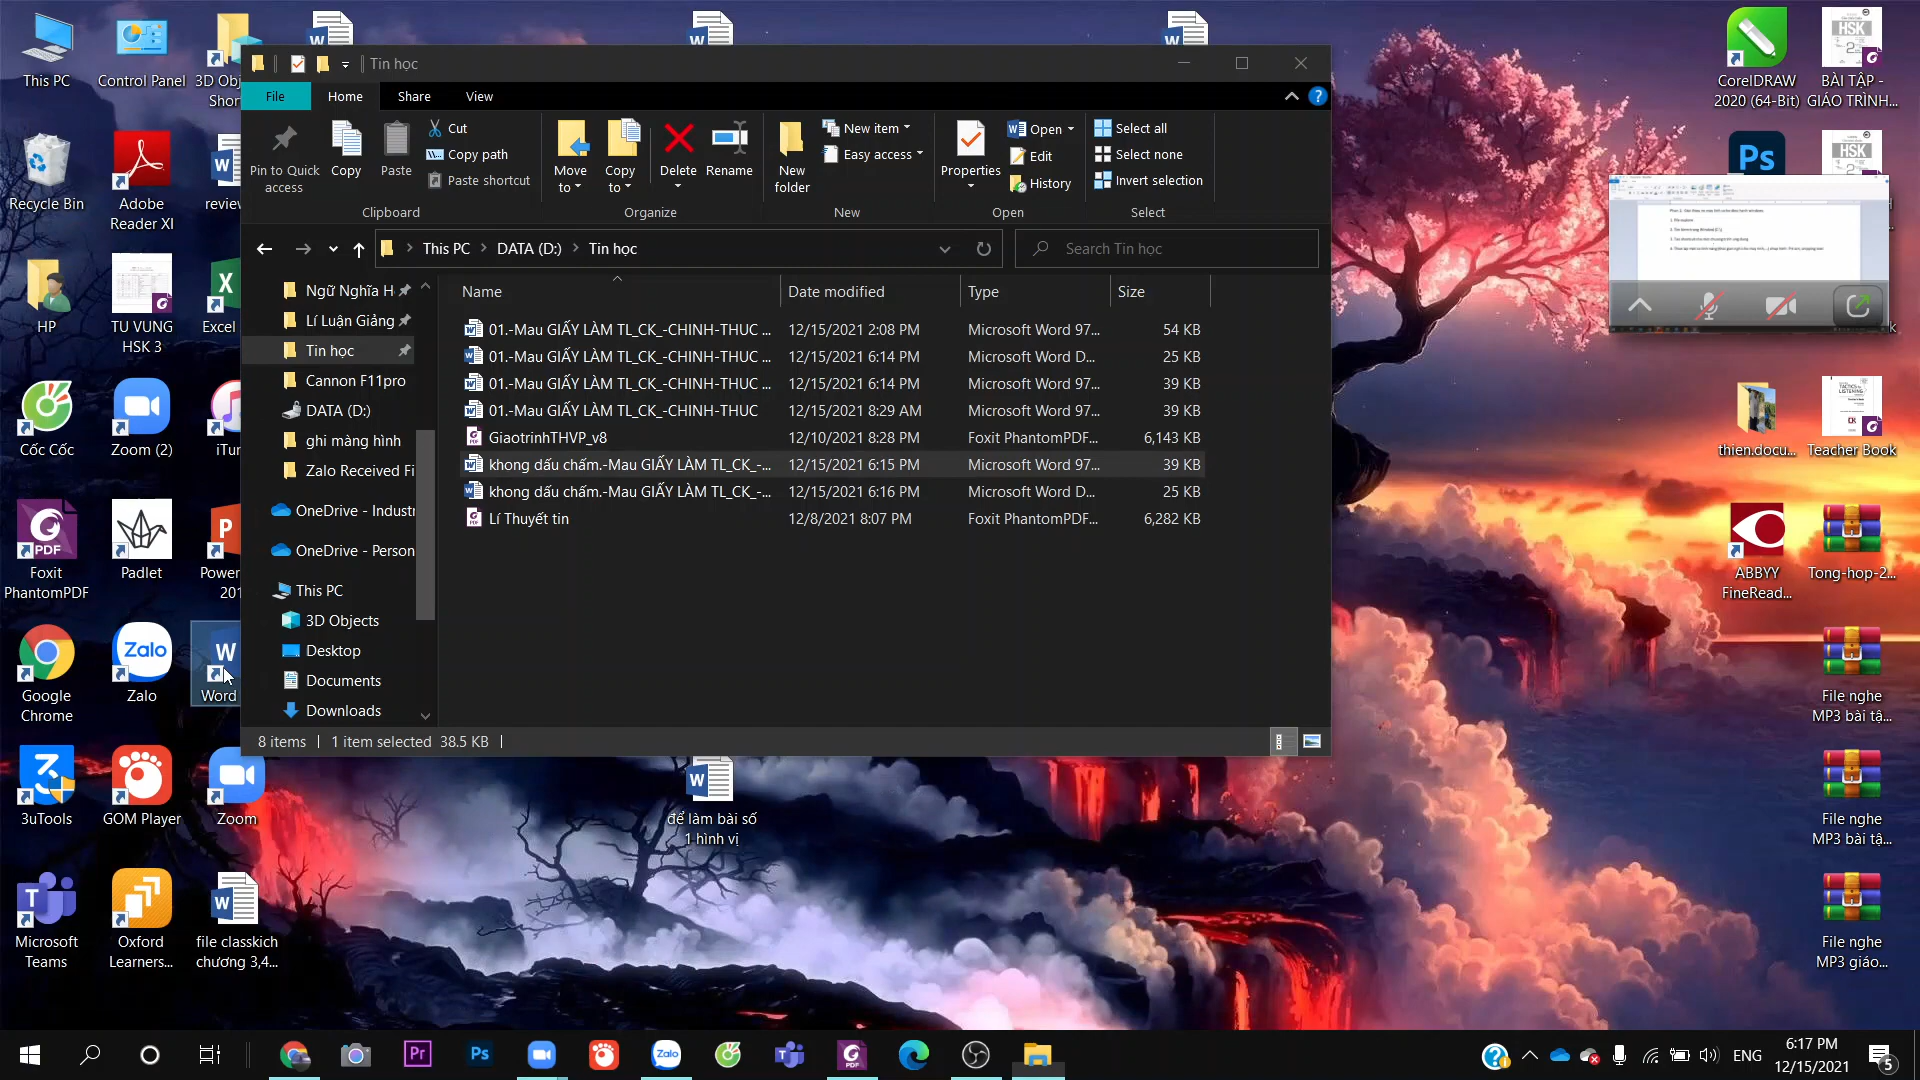 This PC
Control Panel
3D Obj
Shor
CorelDRAW
2020 (64-Bit)
BÀI TẬP -
GIÁO TRÌNH...
Tin học
File
Home
Share
View
Pin to Quick
access
Copy
Paste
Cut
Copy path
Paste shortcut
Move
to
Copy
to
Delete
Rename
New
folder
New item
Easy access
Properties
Open
Edit
History
Select all
Select none
Invert selection
Clipboard
Organize
New
Open
Select
This PC
DATA (D:)
Tin học
Search Tin học
Name
Date modified
Type
Size
01.-Mau GIẤY LÀM TL_CK_-CHINH-THUC ... 12/15/2021 2:08 PM Microsoft Word 97... 54 KB
01.-Mau GIẤY LÀM TL_CK_-CHINH-THUC ... 12/15/2021 6:14 PM Microsoft Word D... 25 KB
01.-Mau GIẤY LÀM TL_CK_-CHINH-THUC ... 12/15/2021 6:14 PM Microsoft Word 97... 39 KB
01.-Mau GIẤY LÀM TL_CK_-CHINH-THUC 12/15/2021 8:29 AM Microsoft Word 97... 39 KB
GiaotrinhTHVP_v8 12/10/2021 8:28 PM Foxit PhantomPDF... 6,143 KB
khong dấu chấm.-Mau GIẤY LÀM TL_CK_-... 12/15/2021 6:15 PM Microsoft Word 97... 39 KB
khong dấu chấm.-Mau GIẤY LÀM TL_CK_-... 12/15/2021 6:16 PM Microsoft Word D... 25 KB
Lí Thuyết tin 12/8/2021 8:07 PM Foxit PhantomPDF... 6,282 KB
Ngữ Nghĩa H
Lí Luận Giảng
Tin học
Cannon F11pro
DATA (D:)
ghi màng hình
Zalo Received Fi
OneDrive - Industr
OneDrive - Person
This PC
3D Objects
Desktop
Documents
Downloads
8 items
1 item selected 38.5 KB
Recycle Bin
Adobe
Reader XI
review
HP
TU VUNG
HSK 3
Excel
Cốc Cốc
Zoom (2)
iTun
Foxit
PhantomPDF
Padlet
Power
201
Google
Chrome
Zalo
Word
3uTools
GOM Player
Zoom
Microsoft
Teams
Oxford
Learners...
file classkich
chương 3,4...
để làm bài số
1 hình vị
HSK
2
HSK
Ps
thien.docu...
Teacher Book
ABBYY
FineRead...
Tong-hop-2...
File nghe
MP3 bài tậ...
File nghe
MP3 bài tậ...
File nghe
MP3 giáo...
Pr
Ps
Zalo
ENG
6:17 PM
12/15/2021
5